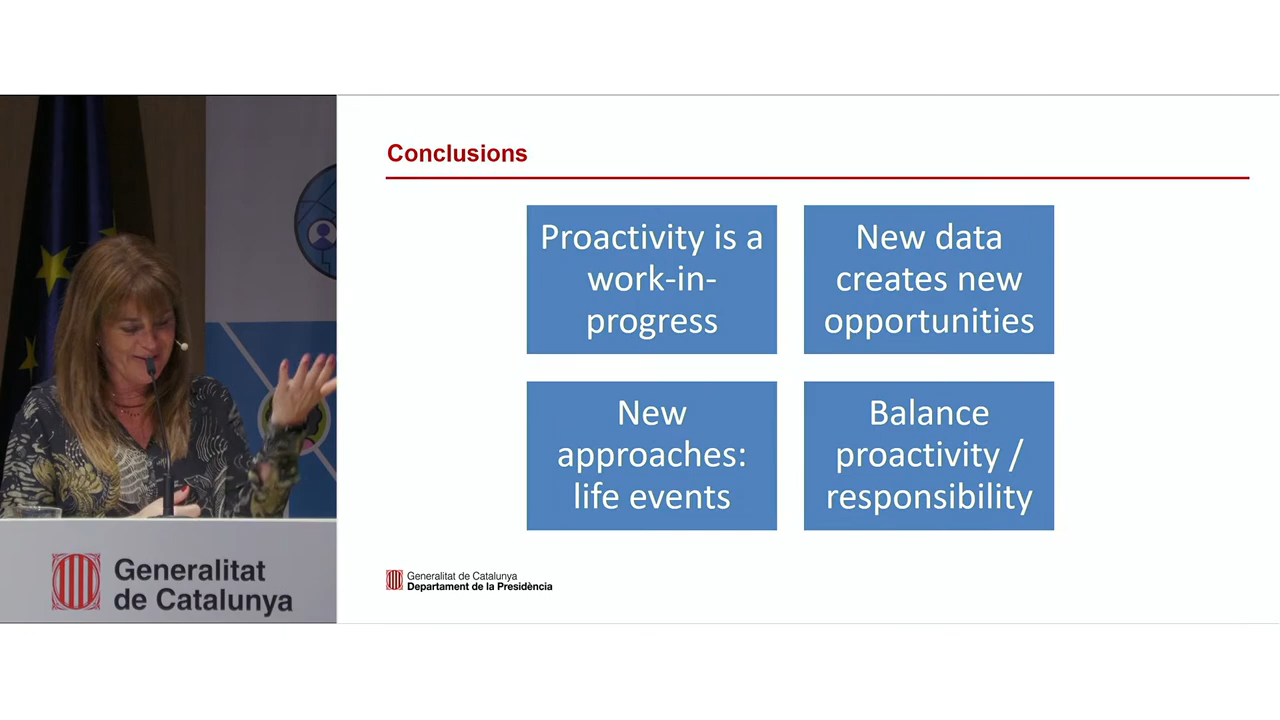 Conclusions
Proactivity is a
work-in-
progress
New data
creates new
opportunities
New
approaches:
life events
Balance
proactivity /
responsibility
Generalitat de Catalunya
Departament de la Presidència
Generalitat
de Catalunya